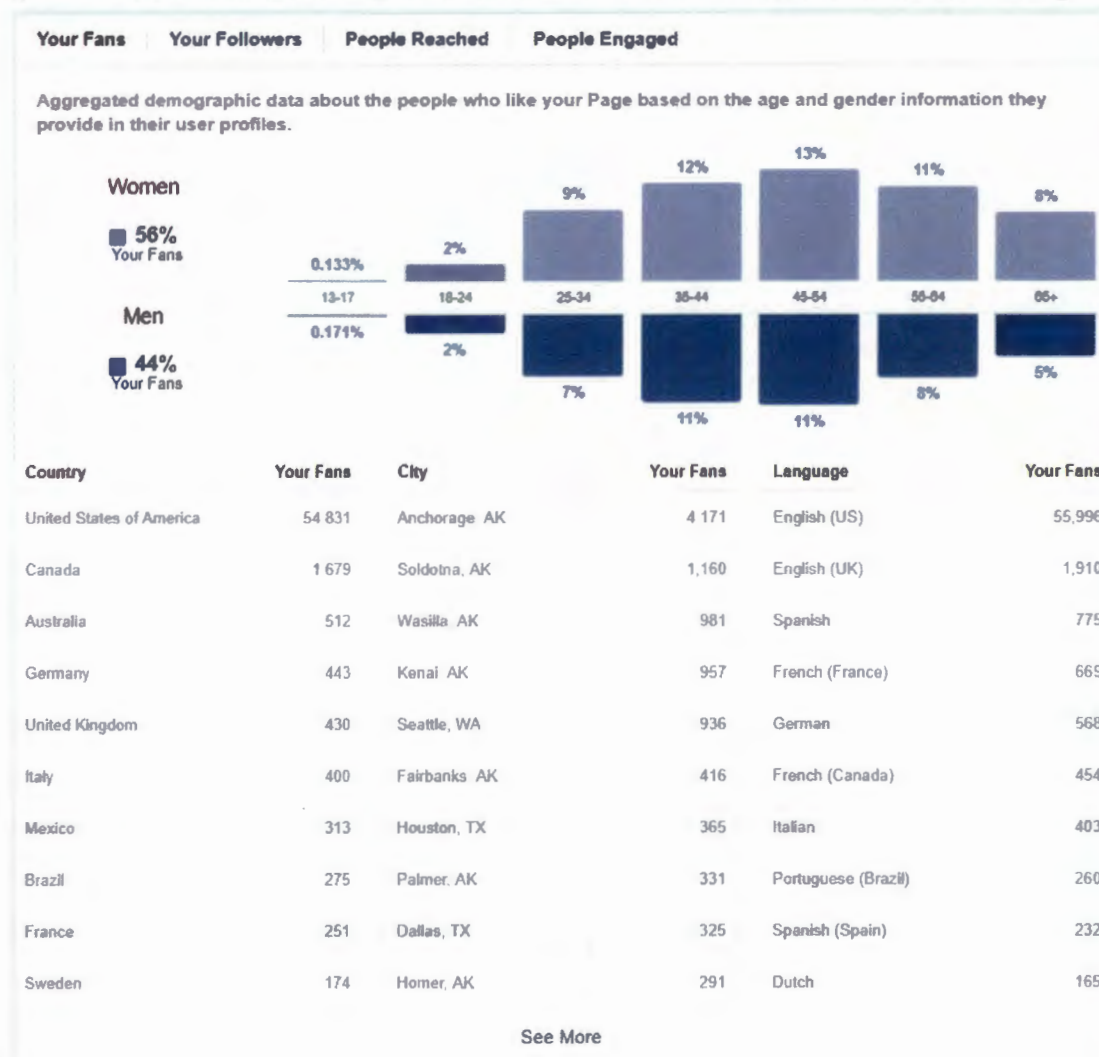 Your Fans Your Followers People Reached People Engaged
Aggregated demographic data about the people who like your Page based on the age and gender information they
provide in their user profiles.
Women
56%
Your Fans
0.133% 2% 9% 12% 13% 11% 8%
13-17 18-24 25-34 35-44 45-54 55-64 65+
Men
44%
Your Fans
0.171% 2% 7% 11% 11% 8% 5%
Country Your Fans City Your Fans Language Your Fans
United States of America 54 831 Anchorage AK 4 171 English (US) 55,996
Canada 1 679 Soldotna, AK 1,160 English (UK) 1,910
Australia 512 Wasilla AK 981 Spanish 775
Germany 443 Kenai AK 957 French (France) 669
United Kingdom 430 Seattle, WA 936 German 568
Italy 400 Fairbanks AK 416 French (Canada) 454
Mexico 313 Houston, TX 365 Italian 403
Brazil 275 Palmer, AK 331 Portuguese (Brazil) 260
France 251 Dallas, TX 325 Spanish (Spain) 232
Sweden 174 Homer, AK 291 Dutch 165
See More